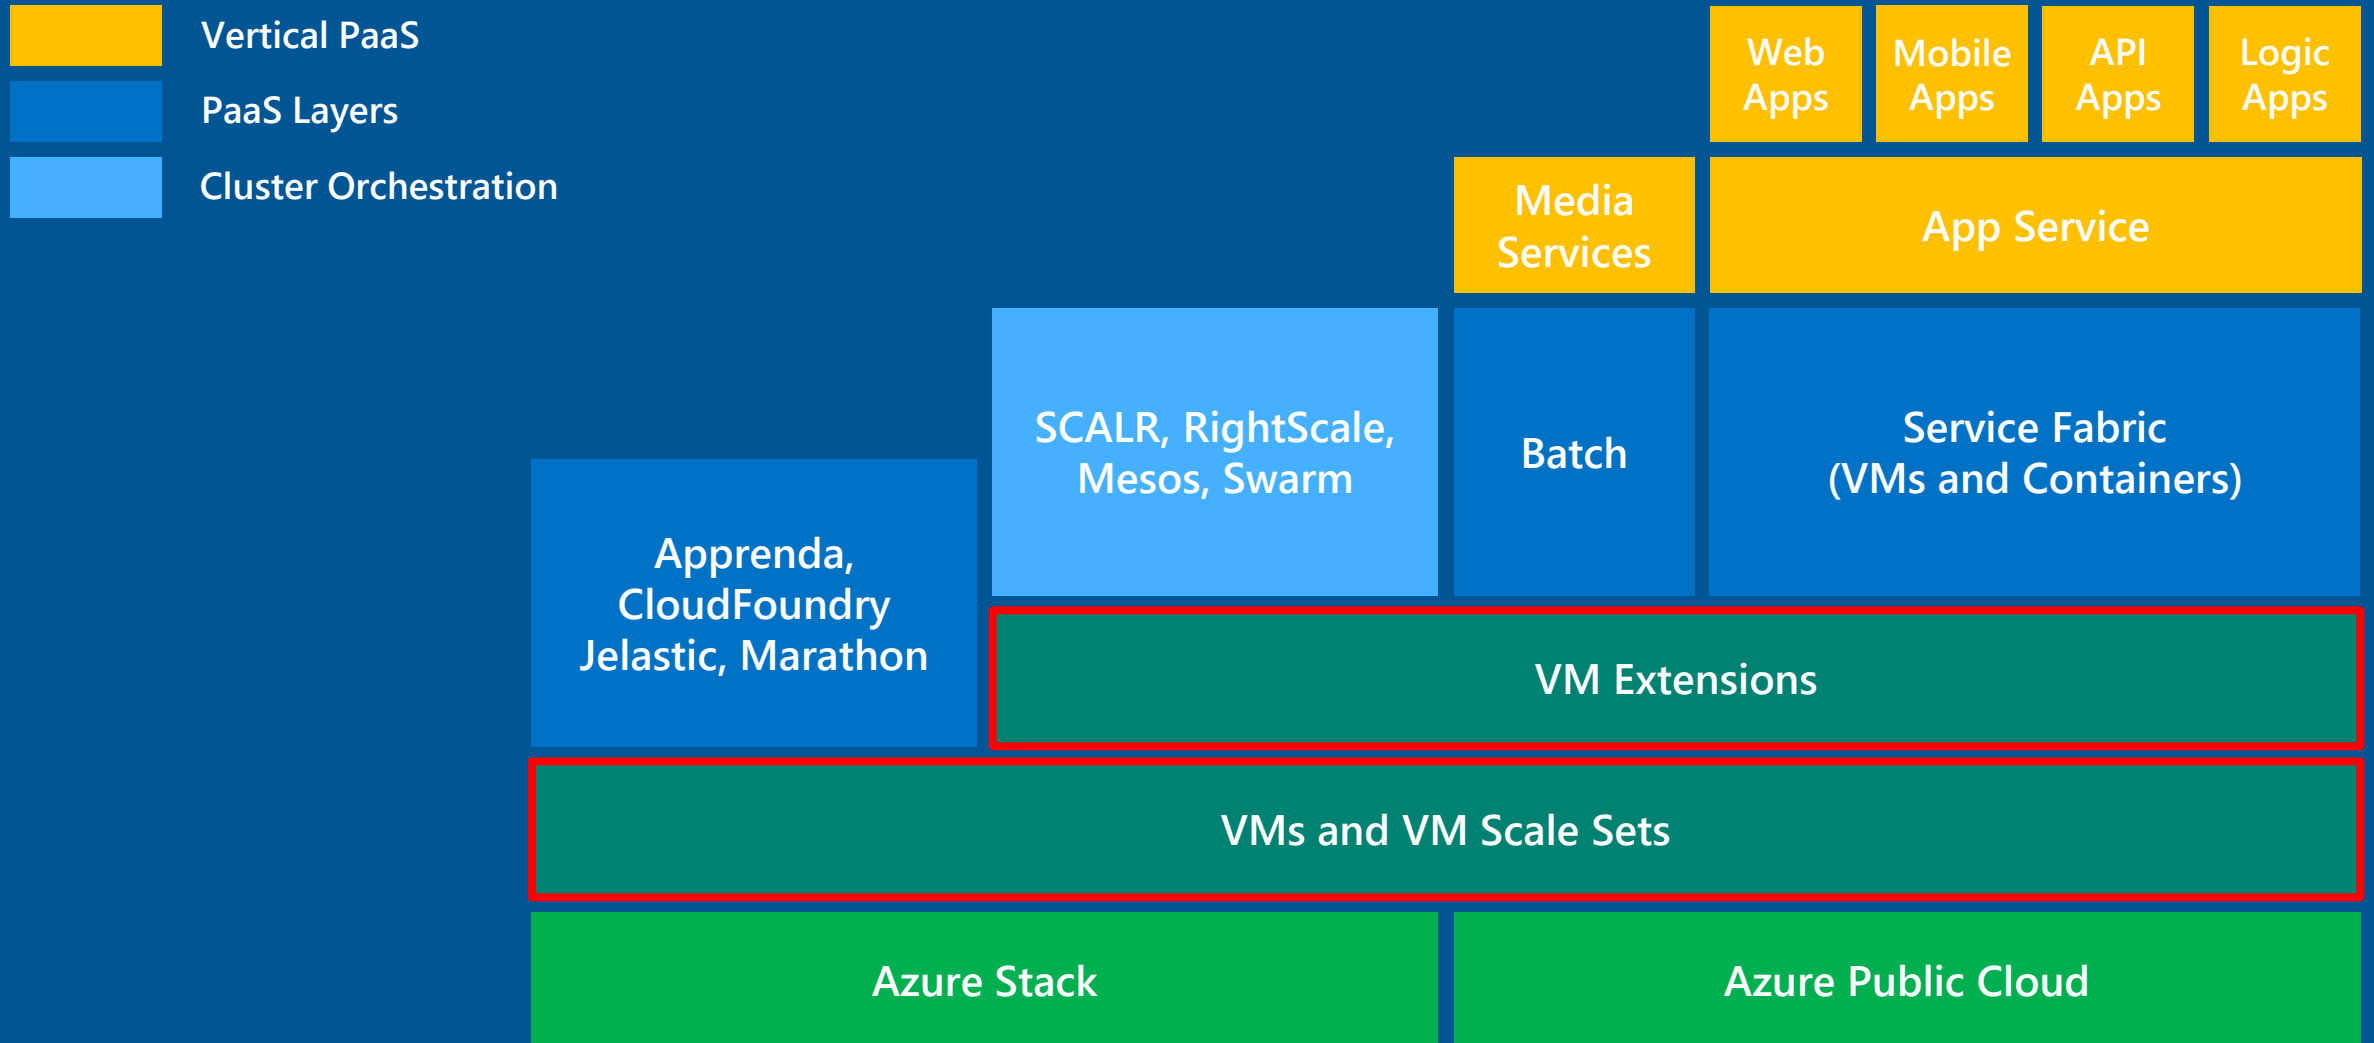 Vertical PaaS
PaaS Layers
Cluster Orchestration
Web
Apps
Mobile
Apps
API
Apps
Logic
Apps
Media
Services
App Service
SCALR, RightScale,
Mesos, Swarm
Batch
Service Fabric
(VMs and Containers)
Apprenda,
CloudFoundry
Jelastic, Marathon
VM Extensions
VMs and VM Scale Sets
Azure Stack
Azure Public Cloud